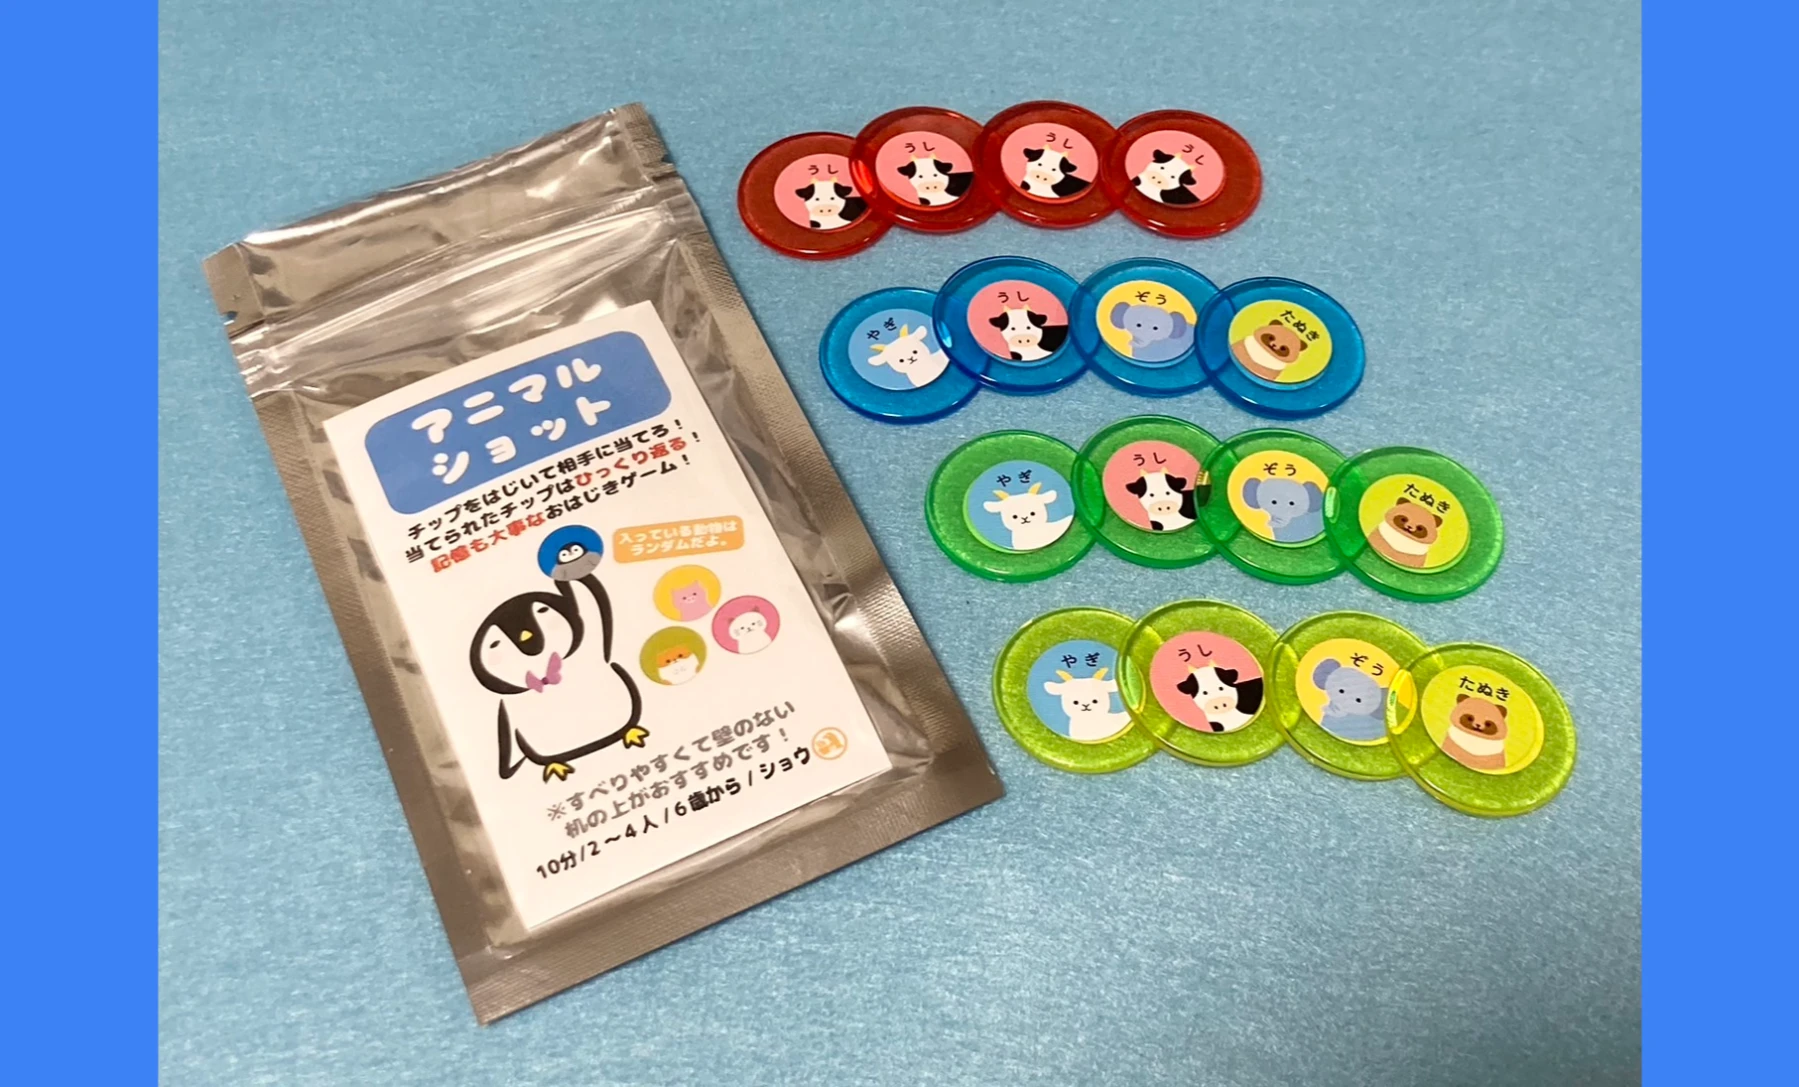 アニマル
ショット
チップをはじいて相手に当てろ！
当てられたチップはひっくり返る！
記憶も大事なおはじきゲーム！
入っている動物は
ランダムだよ。
※すべりやすくて壁のない
机の上がおすすめです！
10分/2～4人/6歳から/ショウ
うし
うし
うし
うし
やぎ
うし
ぞう
たぬき
やぎ
うし
ぞう
たぬき
やぎ
うし
ぞう
たぬき